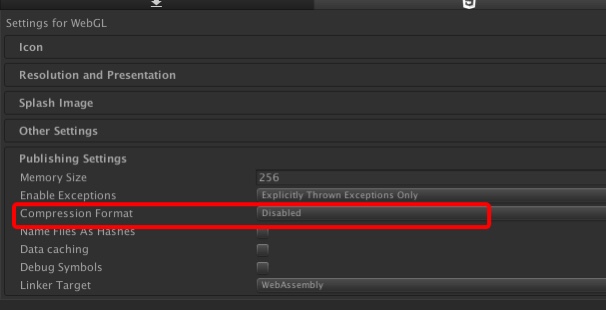 Settings for WebGL
Icon
Resolution and Presentation
Splash Image
Other Settings
Publishing Settings
Memory Size 256
Enable Exceptions Explicitly Thrown Exceptions Only
Compression Format Disabled
Name Files As Hashes
Data caching
Debug Symbols
Linker Target WebAssembly